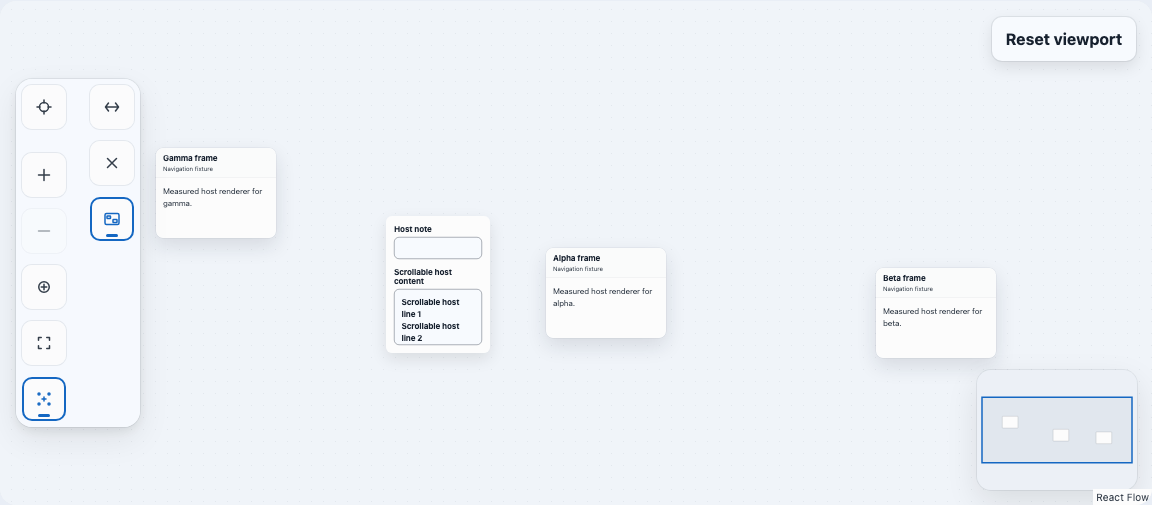 Reset viewport
Gamma frame
Navigation fixture
Measured host renderer for
gamma.
Host note
Scrollable host
content
Scrollable host
line 1
Scrollable host
line 2
Alpha frame
Navigation fixture
Measured host renderer for
alpha.
Beta frame
Navigation fixture
Measured host renderer for
beta.
React Flow